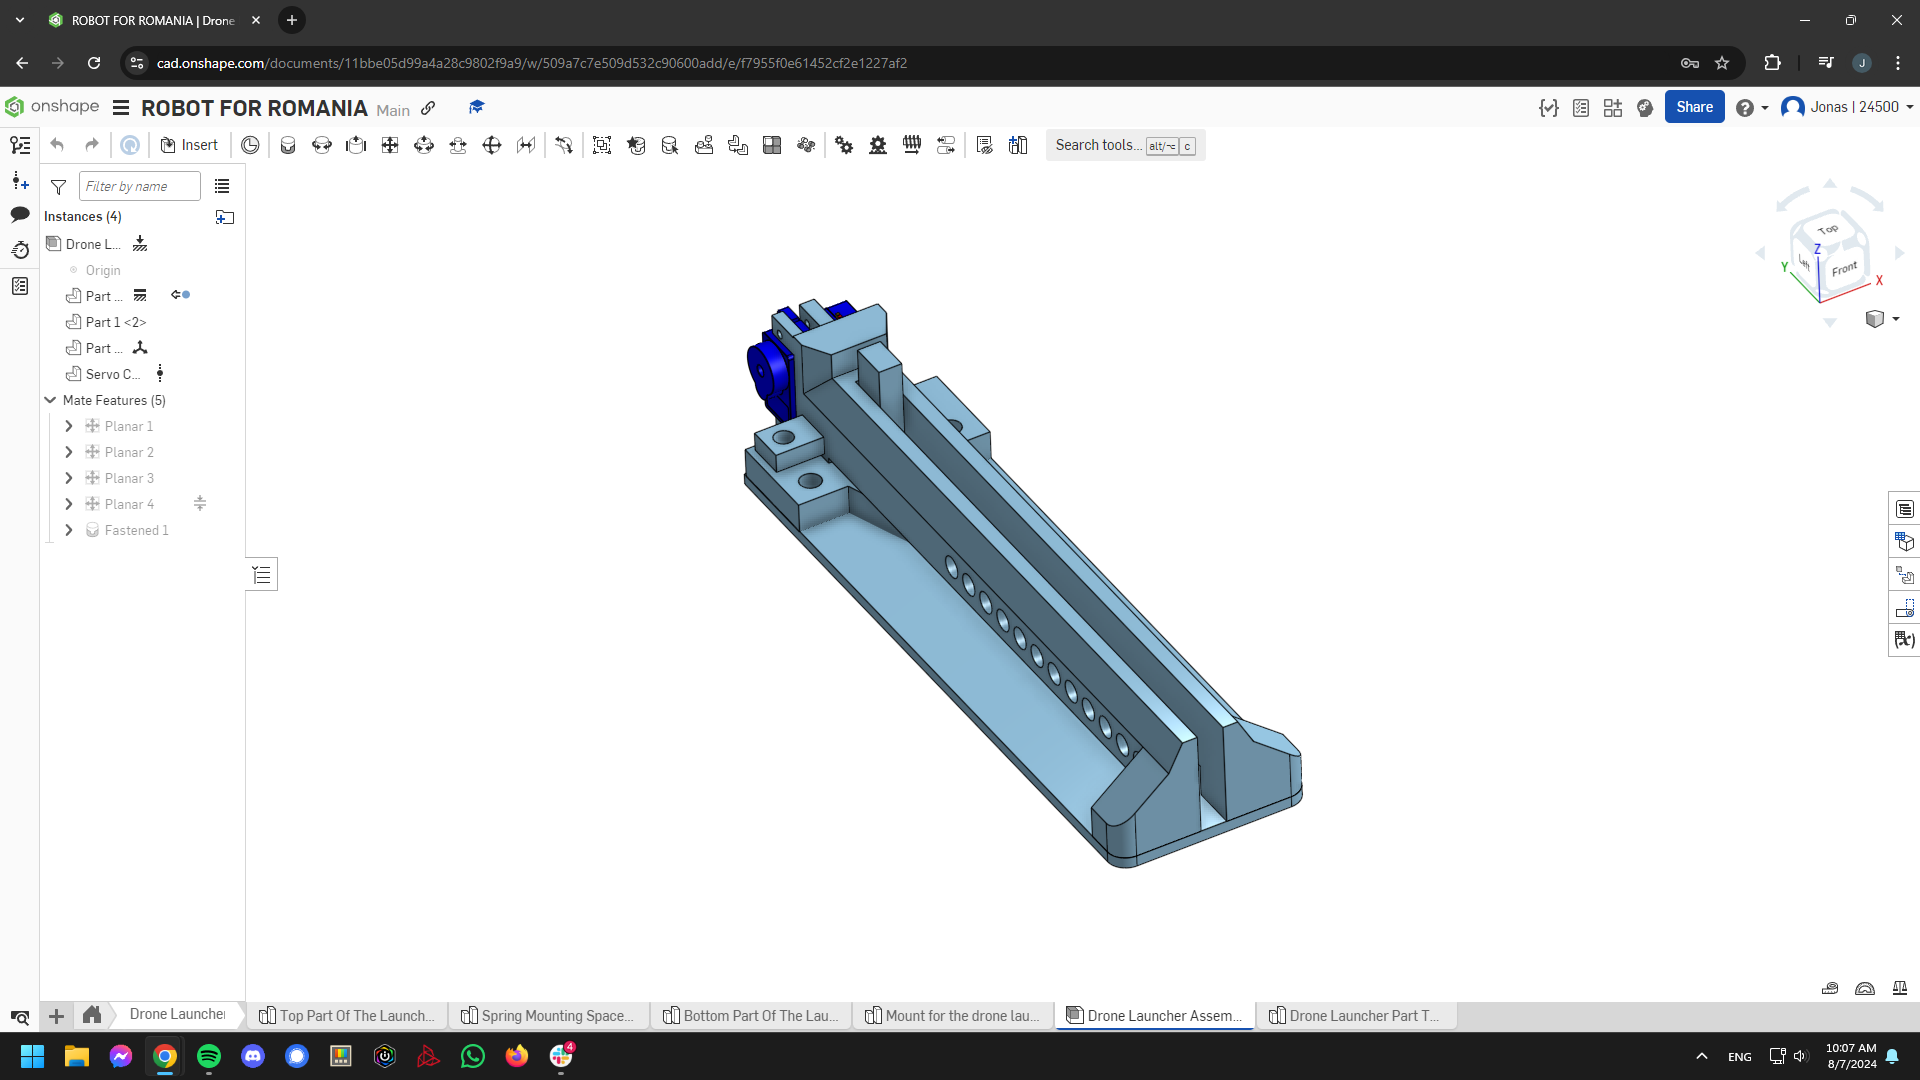 ROBOT FOR ROMANIA | Drone
cad.onshape.com/documents/11bbe05d99a4a28c9802f9a9/w/509a7c7e509d532c90600add/e/f7955f0e61452cf2e1227af2
J
onshape
ROBOT FOR ROMANIA Main
Share
Jonas | 24500
Insert
Search tools... alt/⌥ c
Filter by name
Instances (4)
Drone L...
Origin
Part ...
Part 1 <2>
Part ...
Servo C...
Mate Features (5)
Planar 1
Planar 2
Planar 3
Planar 4
Fastened 1
Top
Left
Front
Z
Y
X
Drone Launcher
Top Part Of The Launch...
Spring Mounting Space...
Bottom Part Of The Lau...
Mount for the drone lau...
Drone Launcher Assem...
Drone Launcher Part T...
4
ENG
10:07 AM
8/7/2024